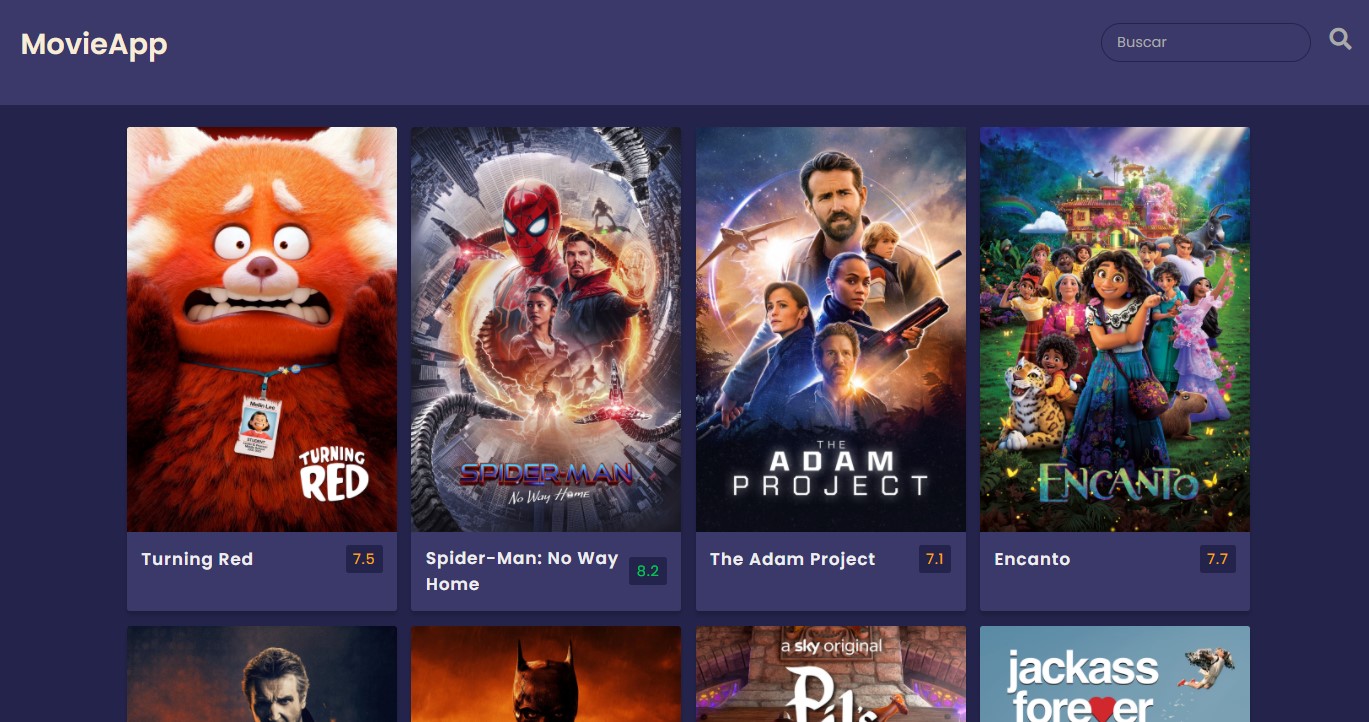 MovieApp
Buscar
TURNING
RED
SPIDER-MAN
No Way Home
THE
ADAM
PROJECT
ENCANTO
Turning Red
7.5
Spider-Man: No Way
Home
8.2
The Adam Project
7.1
Encanto
7.7
a sky original
Pil's
jackass
forever